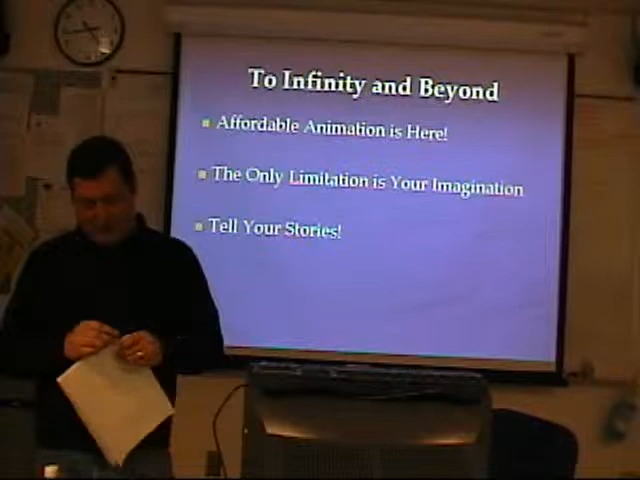 To Infinity and Beyond
Affordable Animation is Here!
The Only Limitation is Your Imagination
Tell Your Stories!